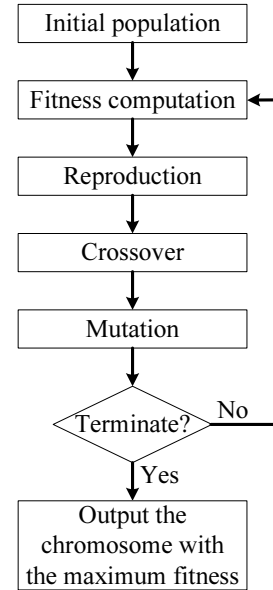 Initial population
Fitness computation
Reproduction
Crossover
Mutation
Terminate?
No
Yes
Output the
chromosome with
the maximum fitness